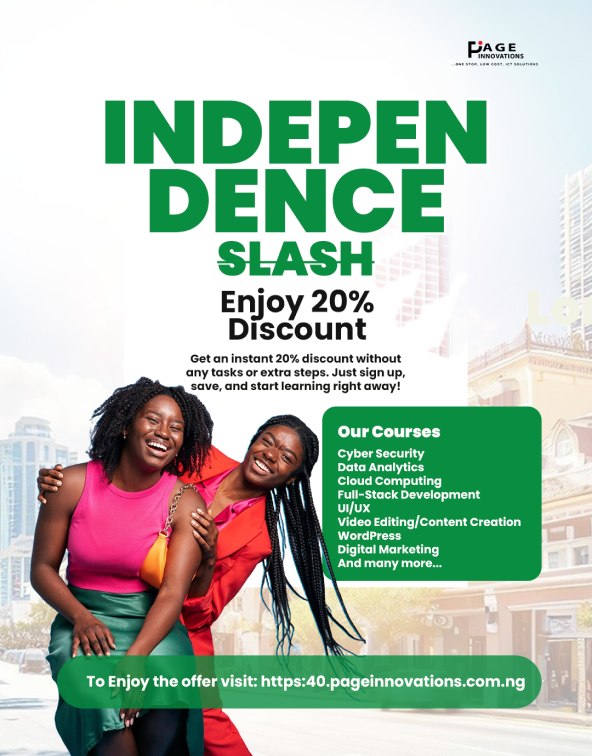 PAGE
INNOVATIONS
...ONE STOP, LOW COST, ICT SOLUTIONS
INDEPEN
DENCE
SLASH
Enjoy 20%
Discount
Get an instant 20% discount without
any tasks or extra steps. Just sign up,
save, and start learning right away!
Our Courses
Cyber Security
Data Analytics
Cloud Computing
Full-Stack Development
UI/UX
Video Editing/Content Creation
WordPress
Digital Marketing
And many more...
To Enjoy the offer visit: https:40.pageinnovations.com.ng